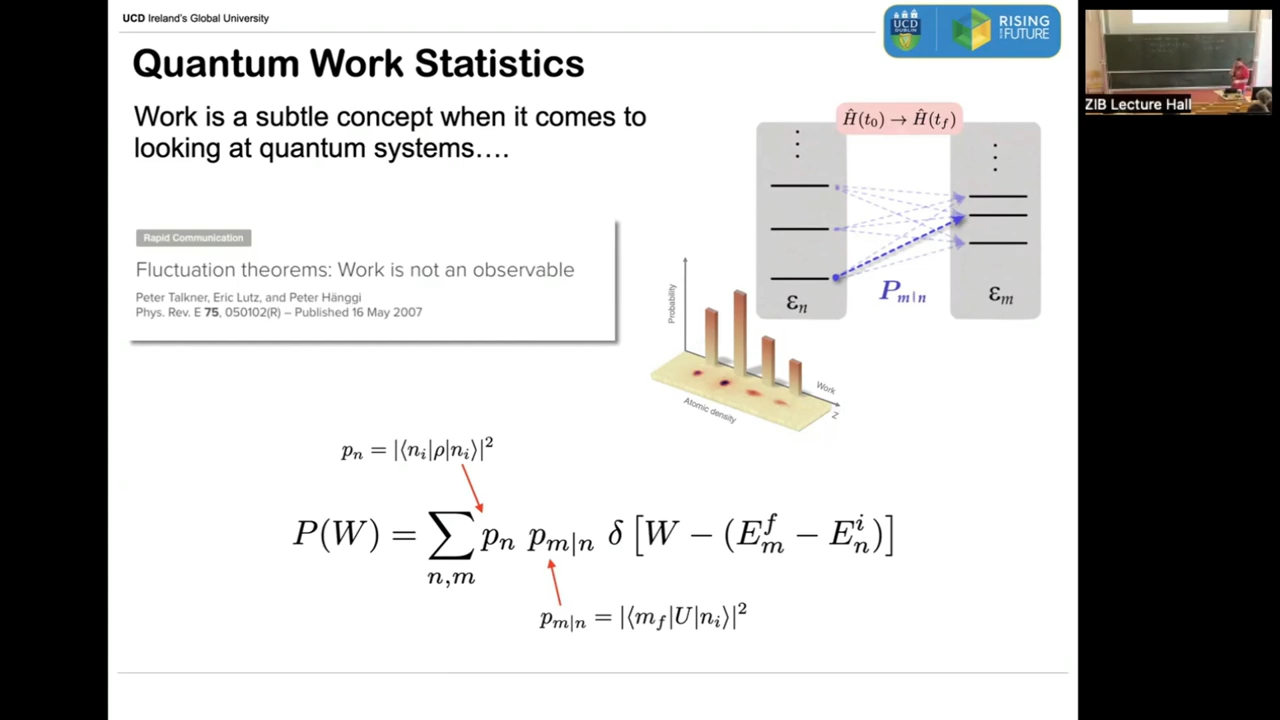 UCD Ireland's Global University
UCD
DUBLIN
RISING
TO THE
FUTURE
ZIB Lecture Hall
Quantum Work Statistics
Work is a subtle concept when it comes to
looking at quantum systems….
Ĥ(t₀) → Ĥ(t_f)
Rapid Communication
Fluctuation theorems: Work is not an observable
Peter Talkner, Eric Lutz, and Peter Hänggi
Phys. Rev. E 75, 050102(R) – Published 16 May 2007
P_{m|n}
ε_n
ε_m
Probability
Work
Atomic density
Z
p_n = |⟨n_i|ρ|n_i⟩|²
P(W) = ∑_{n,m} p_n p_{m|n} δ [W − (E_m^f − E_n^i)]
p_{m|n} = |⟨m_f|U|n_i⟩|²